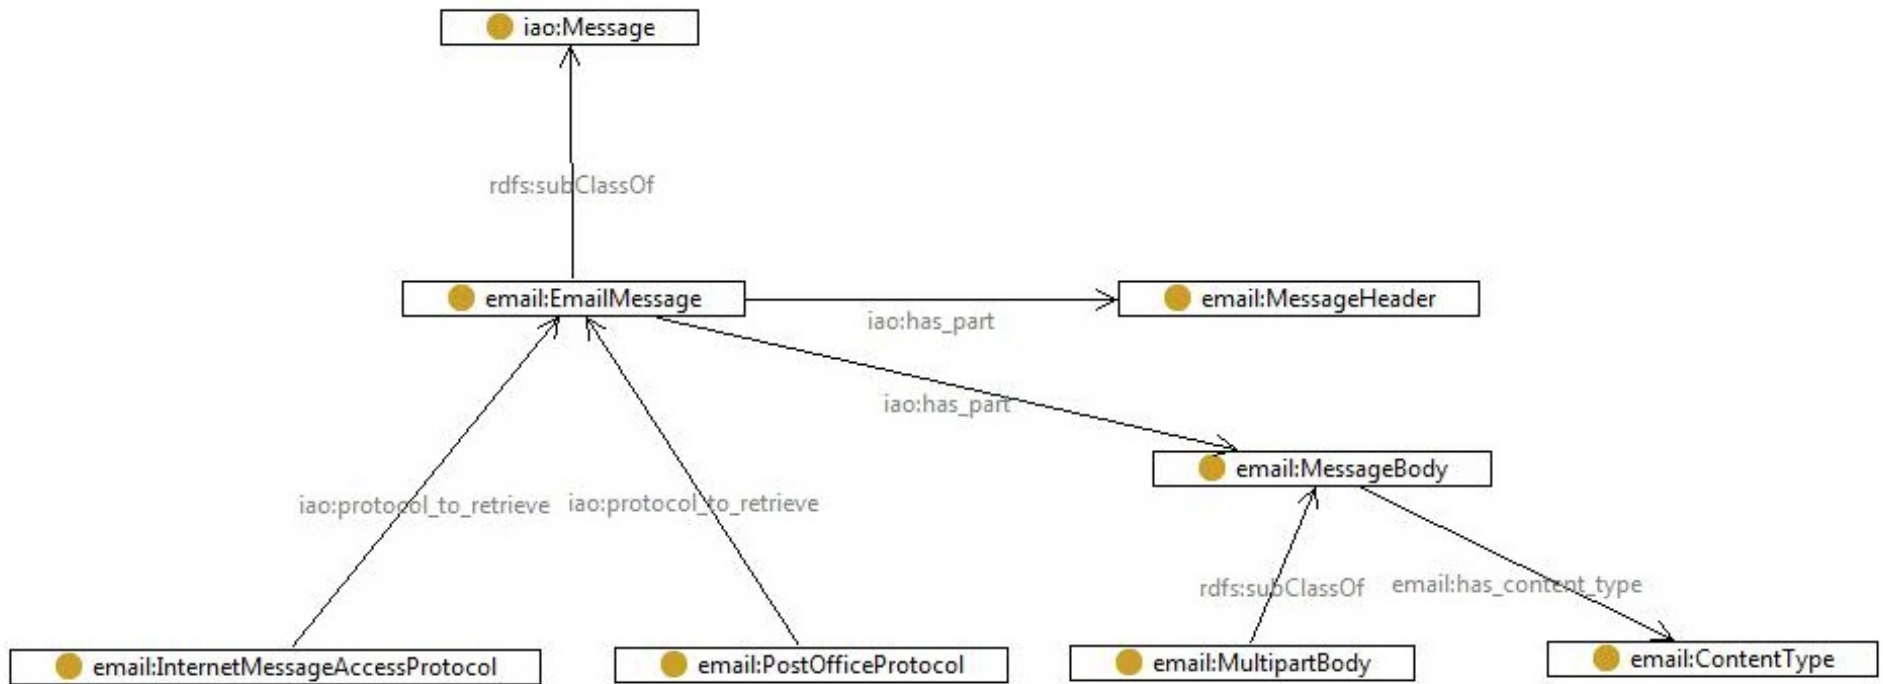 iao:Message
rdfs:subClassOf
email:EmailMessage
email:MessageHeader
iao:has_part
iao:has_part
email:MessageBody
iao:protocol_to_retrieve
iao:protocol_to_retrieve
rdfs:subClassOf
email:has_content_type
email:InternetMessageAccessProtocol
email:PostOfficeProtocol
email:MultipartBody
email:ContentType